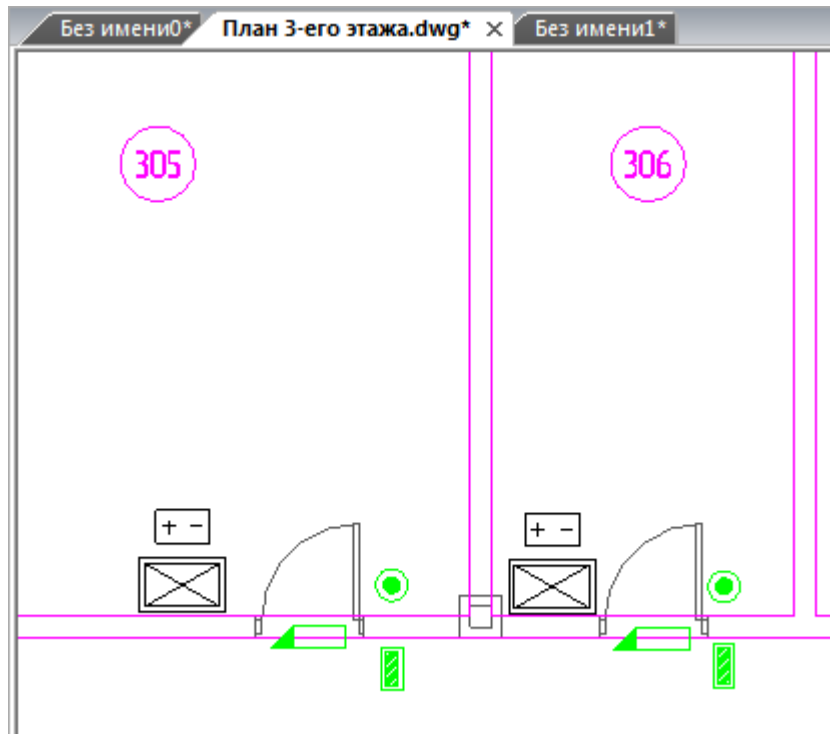 Без имени0* План 3-его этажа.dwg* Без имени1*
305 306
+ - + -